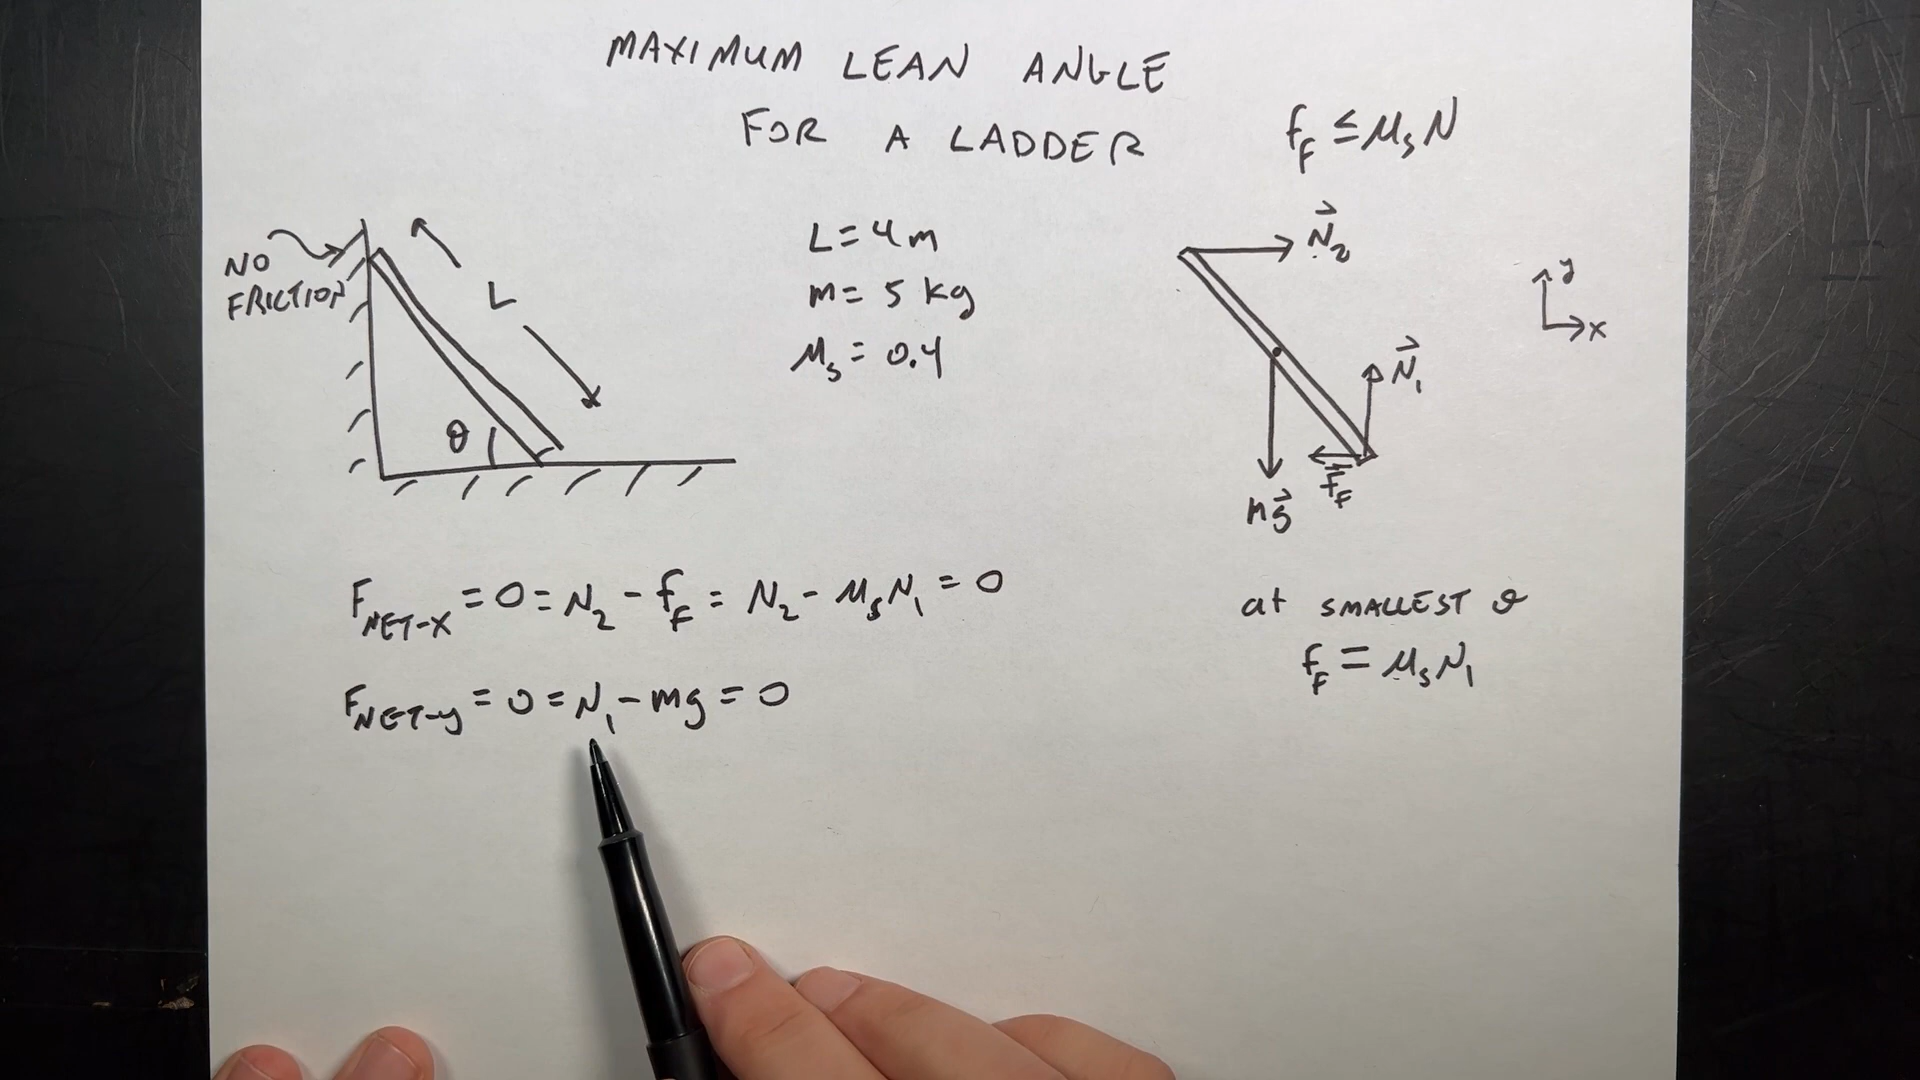 MAXIMUM LEAN ANGLE
FOR A LADDER
f_F ≤ μ_s N
NO
FRICTION
L
θ
L = 4 m
m = 5 kg
μ_s = 0.4
N⃗_2
N⃗_1
f⃗_F
mg⃗
y
x
F_NET-X = 0 = N_2 - f_F = N_2 - μ_s N_1 = 0
F_NET-y = 0 = N_1 - mg = 0
at SMALLEST θ
f_F = μ_s N_1